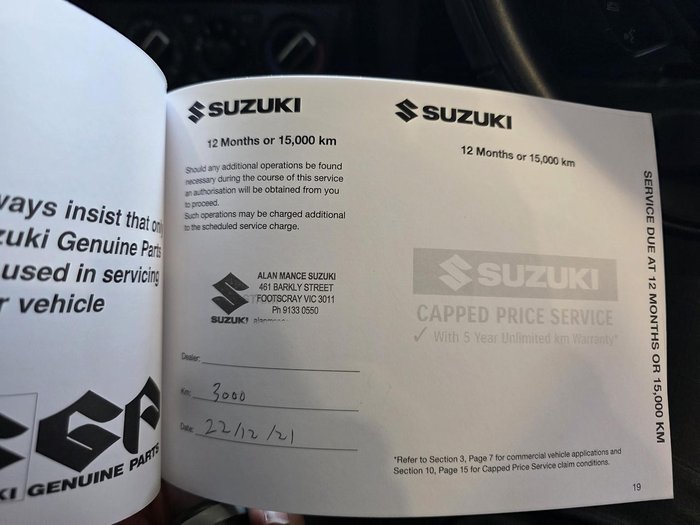 ways insist that only
zuki Genuine Parts
used in servicing
r vehicle
KI GENUINE PARTS
SUZUKI
12 Months or 15,000 km
Should any additional operations be found
necessary during the course of this service
an authorisation will be obtained from you
to proceed.
Such operations may be charged additional
to the scheduled service charge.
ALAN MANCE SUZUKI
461 BARKLY STREET
FOOTSCRAY VIC 3011
Ph 9133 0550
SUZUKI
Dealer:
Km: 3000
Date: 22/12/21
SUZUKI
12 Months or 15,000 km
SUZUKI
CAPPED PRICE SERVICE
✓ With 5 Year Unlimited km Warranty*
*Refer to Section 3, Page 7 for commercial vehicle applications and
Section 10, Page 15 for Capped Price Service claim conditions.
19
SERVICE DUE AT 12 MONTHS OR 15,000 KM